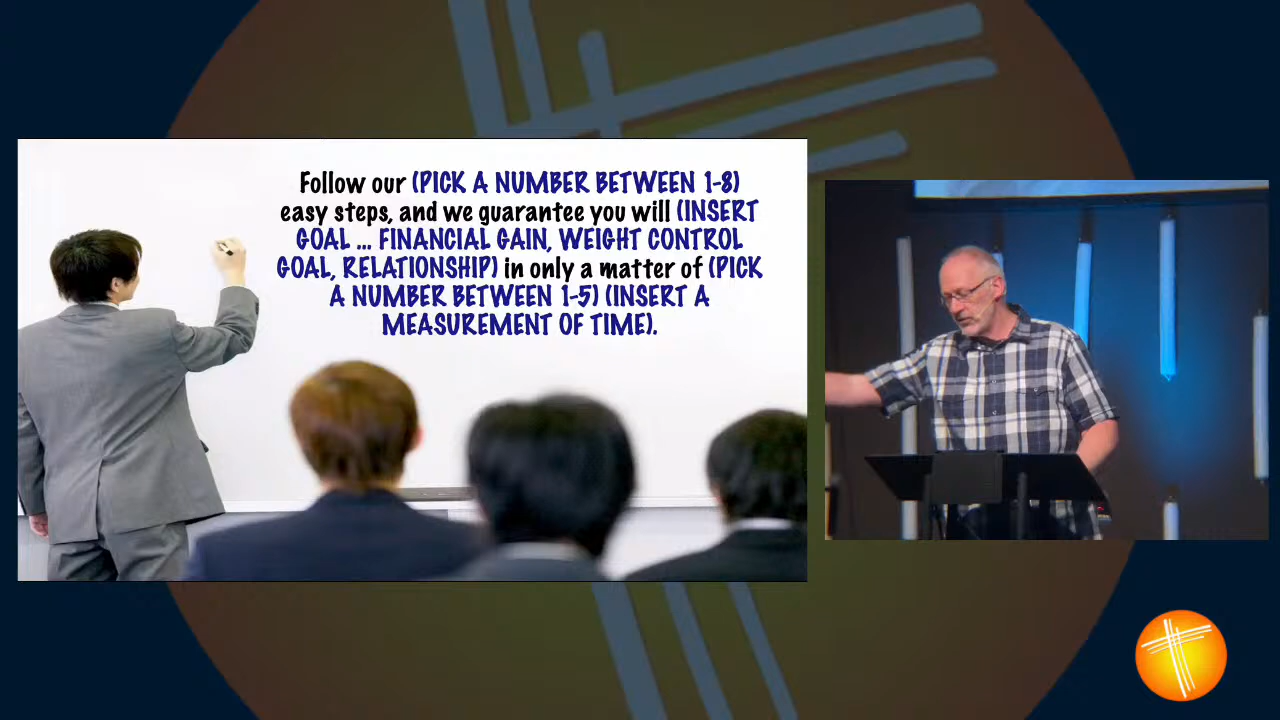 Follow our (PICK A NUMBER BETWEEN 1-8)
easy steps, and we guarantee you will (INSERT
GOAL ... FINANCIAL GAIN, WEIGHT CONTROL
GOAL, RELATIONSHIP) in only a matter of (PICK
A NUMBER BETWEEN 1-5) (INSERT A
MEASUREMENT OF TIME).